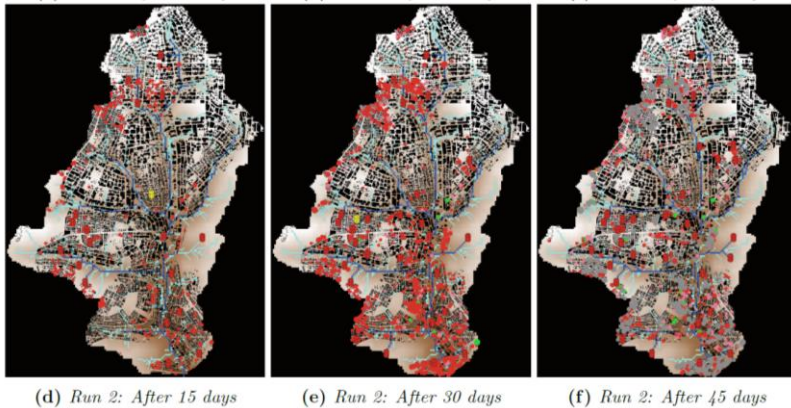 (d) Run 2: After 15 days
(e) Run 2: After 30 days
(f) Run 2: After 45 days